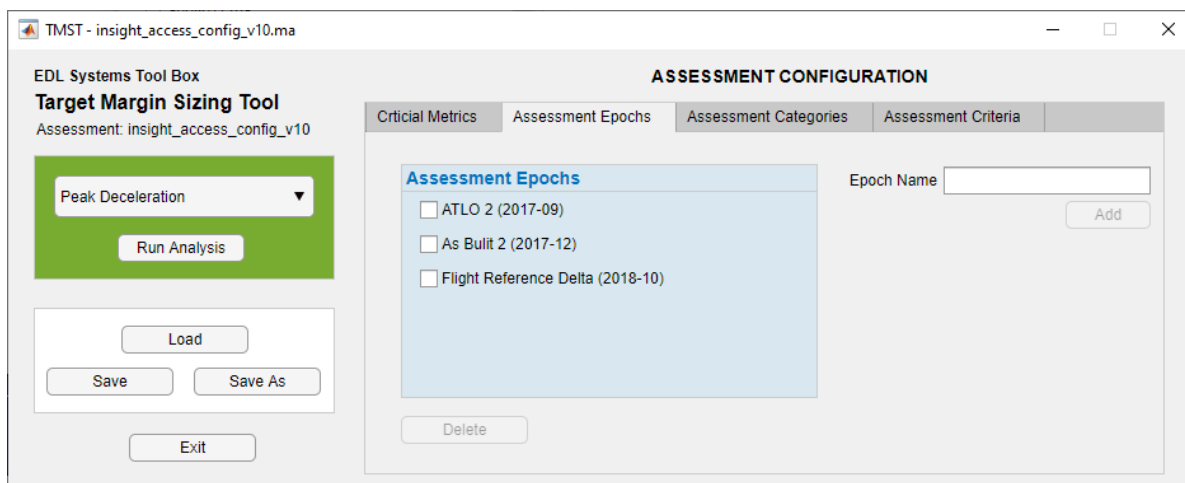 TMST - insight_access_config_v10.ma
EDL Systems Tool Box
Target Margin Sizing Tool
Assessment: insight_access_config_v10
Peak Deceleration
Run Analysis
Load
Save Save As
Exit
ASSESSMENT CONFIGURATION
Crticial Metrics Assessment Epochs Assessment Categories Assessment Criteria
Assessment Epochs
ATLO 2 (2017-09)
As Bulit 2 (2017-12)
Flight Reference Delta (2018-10)
Delete
Epoch Name
Add